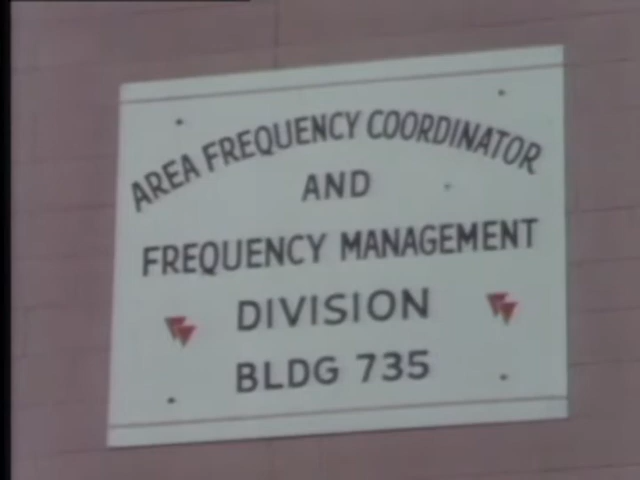 AREA FREQUENCY COORDINATOR
AND
FREQUENCY MANAGEMENT
DIVISION
BLDG 735